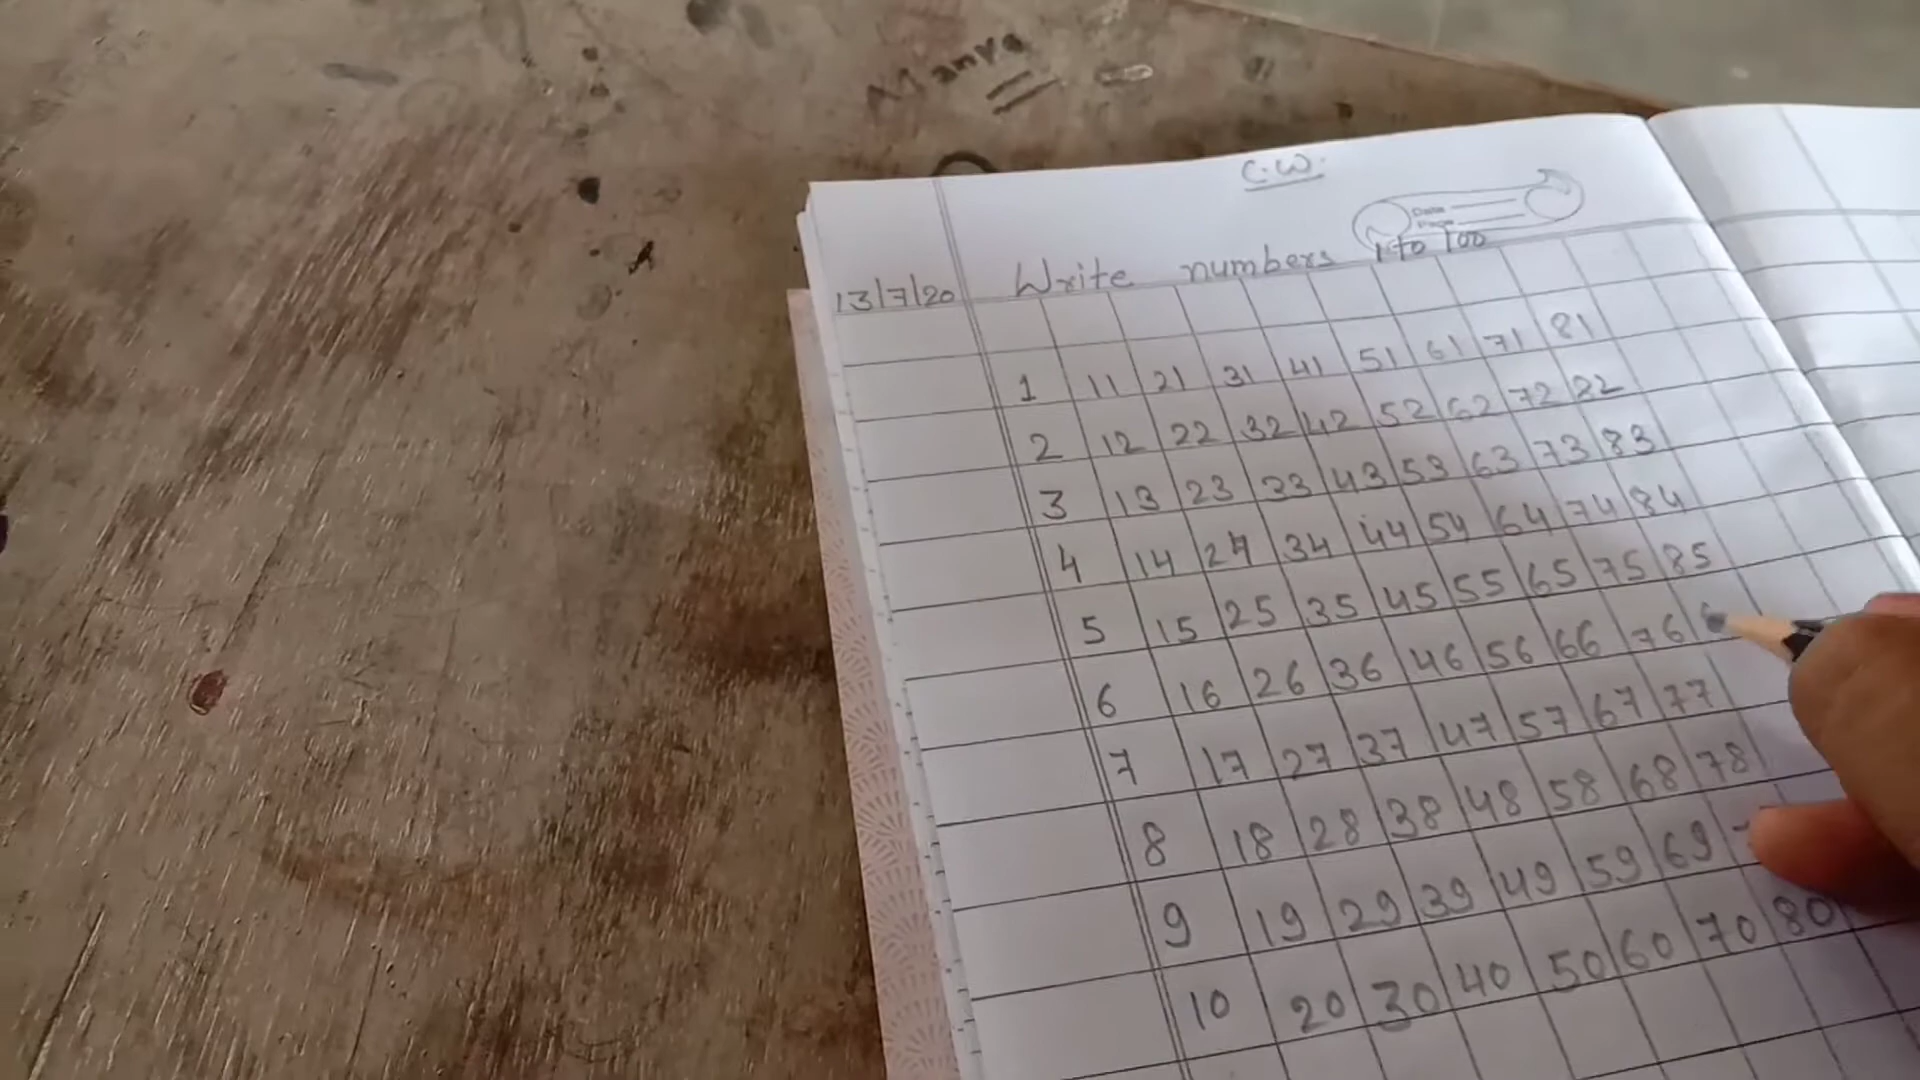 Manya
C.W.
Date
Page
13/7/20 Write numbers 1 to 100
1 11 21 31 41 51 61 71 81
2 12 22 32 42 52 62 72 82
3 13 23 33 43 53 63 73 83
4 14 24 34 44 54 64 74 84
5 15 25 35 45 55 65 75 85
6 16 26 36 46 56 66 76
7 17 27 37 47 57 67 77
8 18 28 38 48 58 68 78
9 19 29 39 49 59 69
10 20 30 40 50 60 70 80